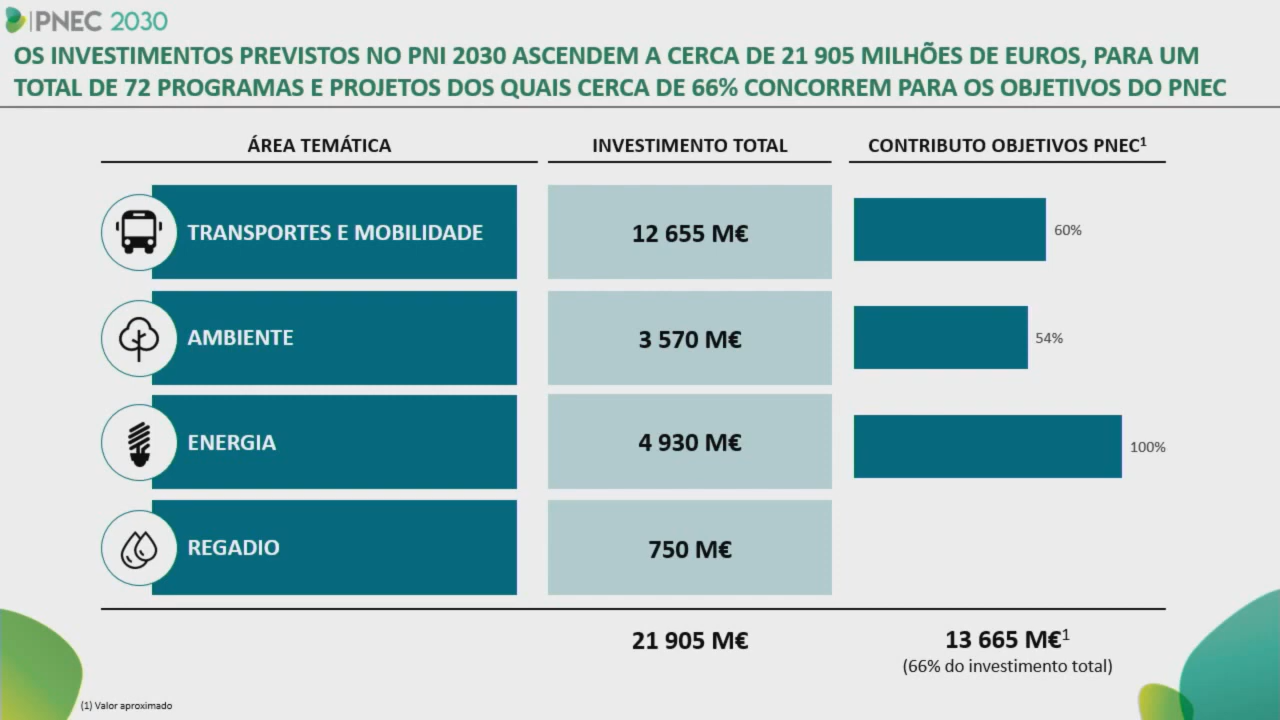 PNEC 2030
OS INVESTIMENTOS PREVISTOS NO PNI 2030 ASCENDEM A CERCA DE 21 905 MILHÕES DE EUROS, PARA UM
TOTAL DE 72 PROGRAMAS E PROJETOS DOS QUAIS CERCA DE 66% CONCORREM PARA OS OBJETIVOS DO PNEC
ÁREA TEMÁTICA
INVESTIMENTO TOTAL
CONTRIBUTO OBJETIVOS PNEC¹
TRANSPORTES E MOBILIDADE
12 655 M€
60%
AMBIENTE
3 570 M€
54%
ENERGIA
4 930 M€
100%
REGADIO
750 M€
21 905 M€
13 665 M€¹
(66% do investimento total)
(1) Valor aproximado